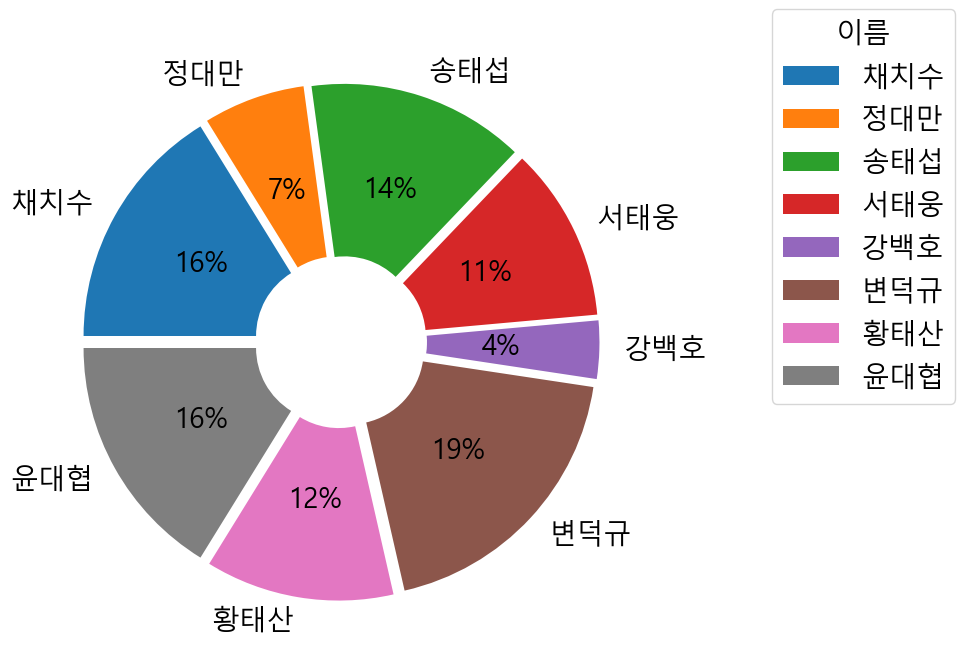 정대만
송태섭
채치수
서태웅
강백호
윤대협
변덕규
황태산
7%
14%
16%
11%
4%
16%
19%
12%
이름
채치수
정대만
송태섭
서태웅
강백호
변덕규
황태산
윤대협